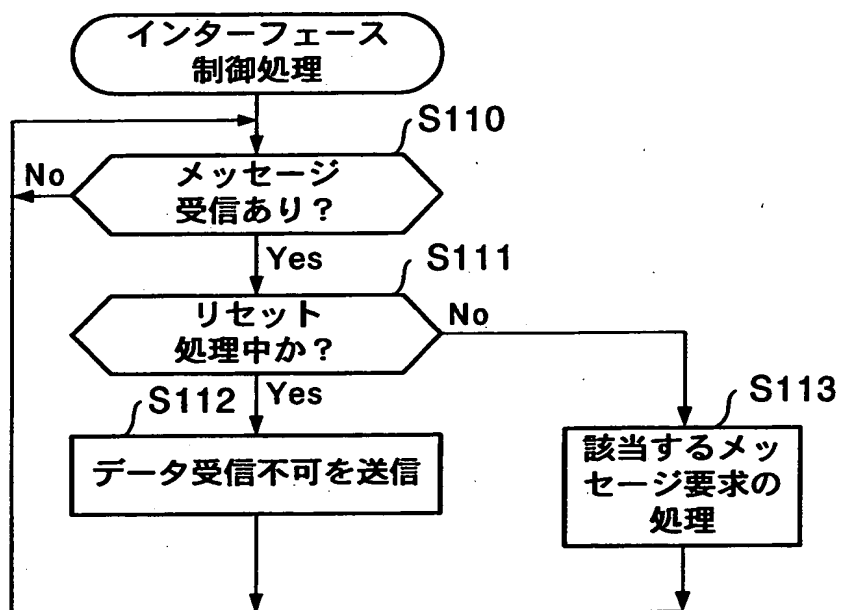 インターフェース
制御処理
S110
No
メッセージ
受信あり？
Yes
S111
リセット
処理中か？
No
Yes
S112
S113
データ受信不可を送信
該当するメッ
セージ要求の
処理